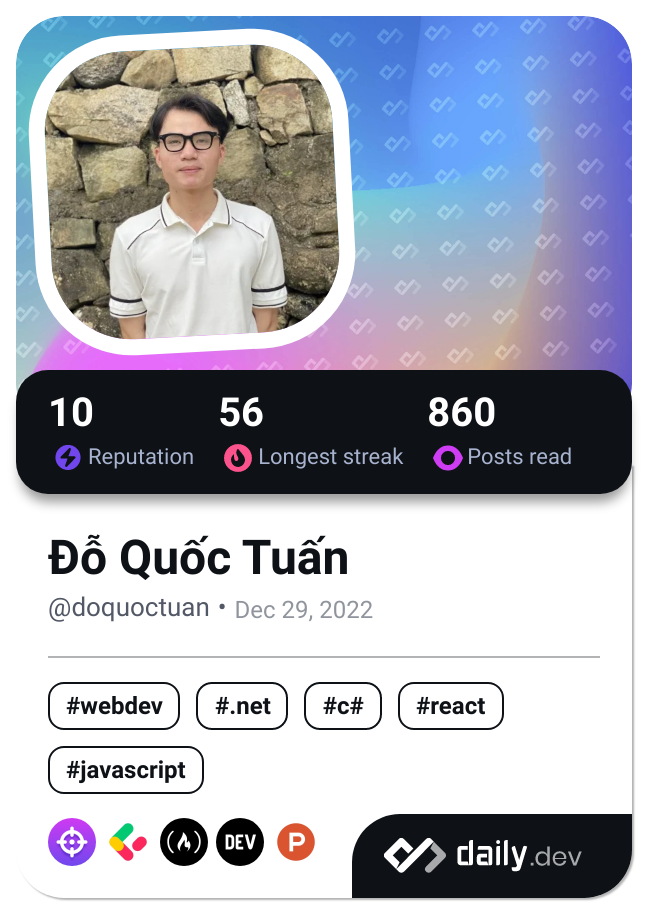 10 56 860
Reputation Longest streak Posts read
Đỗ Quốc Tuấn
@doquoctuan • Dec 29, 2022
#webdev #.net #c# #react
#javascript
DEV P
daily.dev